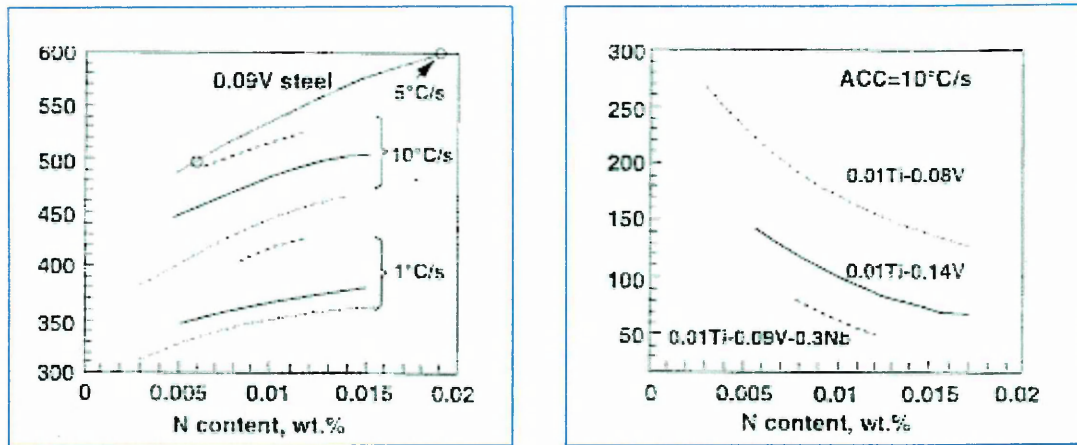 600
550
500
450
400
350
300
0.09V steel
5°C/s
10°C/s
1°C/s
0 0.005 0.01 0.015 0.02
N content, wt.%
300
250
200
150
100
50
ACC=10°C/s
0.01Ti-0.08V
0.01Ti-0.14V
0.01Ti-0.09V-0.3Nb
0 0.005 0.01 0.015 0.02
N content, wt.%